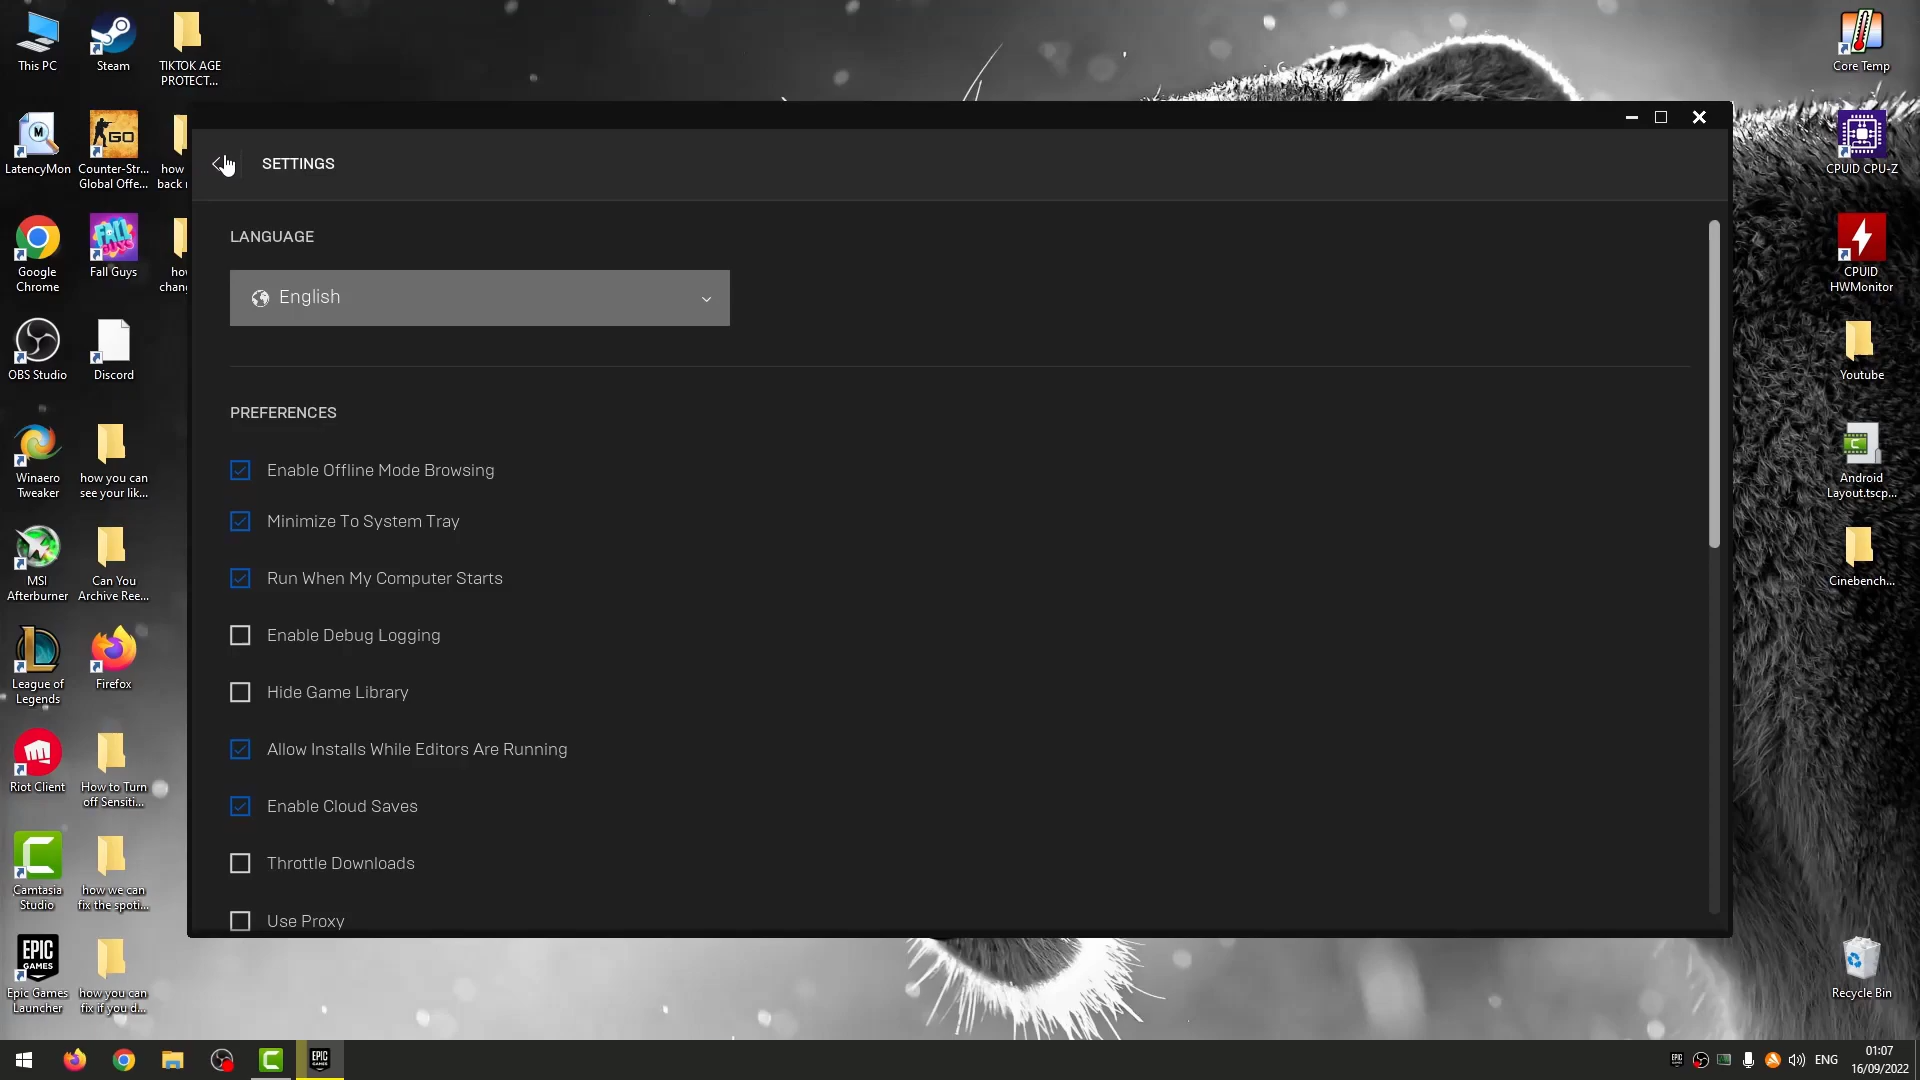 This PC
Steam
TIKTOK AGE
PROTECT...
Core Temp
LatencyMon
Counter-Str...
Global Offe...
how
back
CPUID CPU-Z
SETTINGS
LANGUAGE
English
Google
Chrome
Fall Guys
how
chang
CPUID
HWMonitor
OBS Studio
Discord
Youtube
PREFERENCES
Enable Offline Mode Browsing
Minimize To System Tray
Run When My Computer Starts
Enable Debug Logging
Hide Game Library
Allow Installs While Editors Are Running
Enable Cloud Saves
Throttle Downloads
Use Proxy
Winaero
Tweaker
how you can
see your lik...
Android
Layout.tscp...
MSI
Afterburner
Can You
Archive Ree...
Cinebench...
League of
Legends
Firefox
Riot Client
How to Turn
off Sensiti...
Camtasia
Studio
how we can
fix the spoti...
EPIC
GAMES
Epic Games
Launcher
how you can
fix if you d...
Recycle Bin
EPIC
GAMES
ENG
01:07
16/09/2022